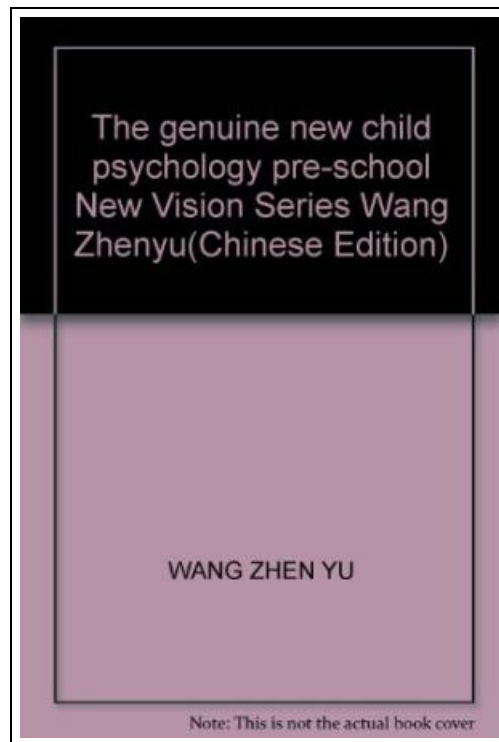 The genuine new child
psychology pre-school
New Vision Series Wang
Zhenyu(Chinese Edition)
WANG ZHEN YU
Note: This is not the actual book cover